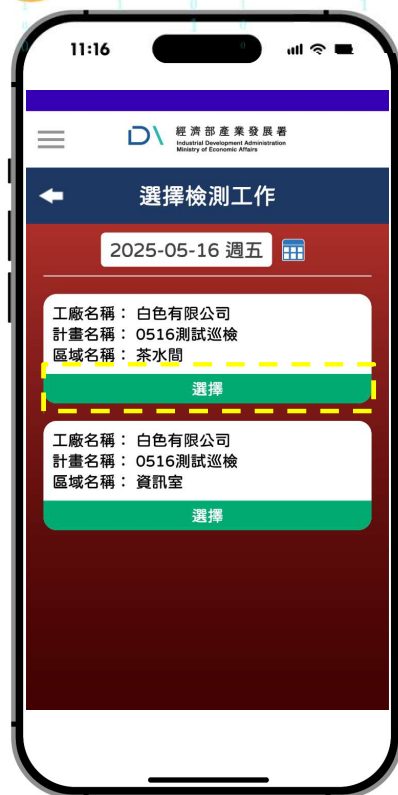 11:16
經濟部產業發展署
Industrial Development Administration
Ministry of Economic Affairs
選擇檢測工作
2025-05-16 週五
工廠名稱： 白色有限公司
計畫名稱： 0516測試巡檢
區域名稱： 茶水間
選擇
工廠名稱： 白色有限公司
計畫名稱： 0516測試巡檢
區域名稱： 資訊室
選擇